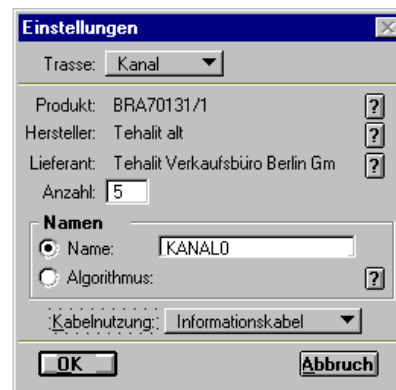 Einstellungen
Trasse: Kanal
Produkt: BRA70131/1 ?
Hersteller: Tehalit alt ?
Lieferant: Tehalit Verkaufsbüro Berlin Gm ?
Anzahl: 5
Namen
Name: KANAL0
Algorithmus: ?
Kabelnutzung: Informationskabel
OK Abbruch